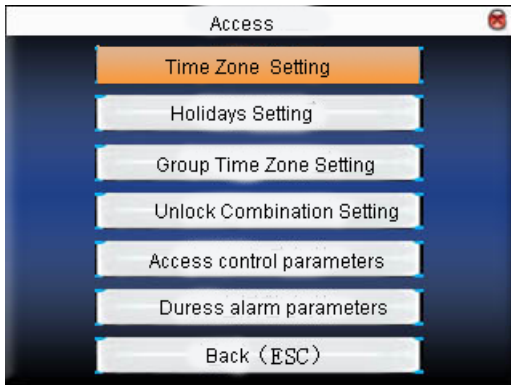 Access
Time Zone Setting
Holidays Setting
Group Time Zone Setting
Unlock Combination Setting
Access control parameters
Duress alarm parameters
Back (ESC)